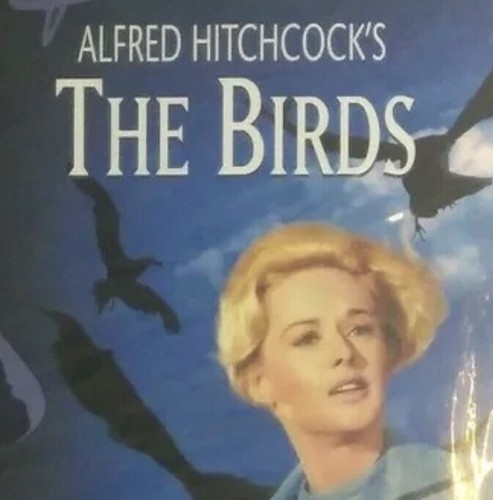 ALFRED HITCHCOCK'S
THE BIRDS